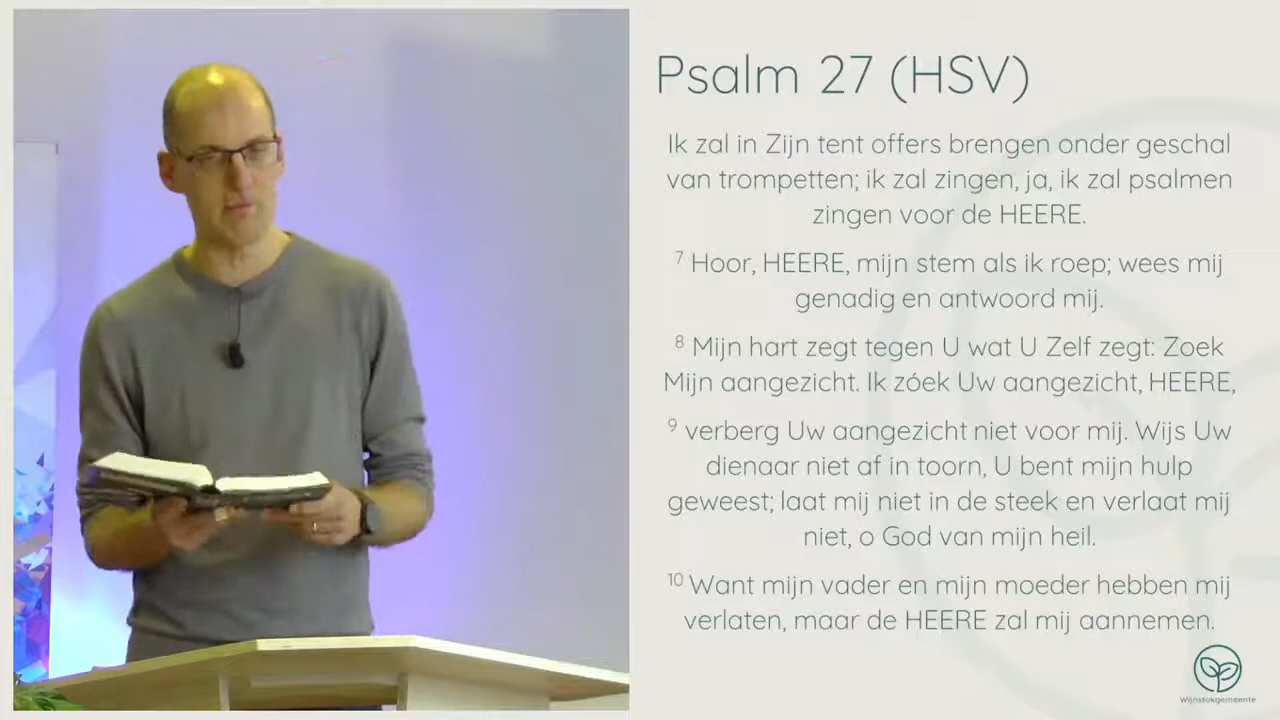 Psalm 27 (HSV)
Ik zal in Zijn tent offers brengen onder geschal
van trompetten; ik zal zingen, ja, ik zal psalmen
zingen voor de HEERE.
7 Hoor, HEERE, mijn stem als ik roep; wees mij
genadig en antwoord mij.
8 Mijn hart zegt tegen U wat U Zelf zegt: Zoek
Mijn aangezicht. Ik zóek Uw aangezicht, HEERE,
9 verberg Uw aangezicht niet voor mij. Wijs Uw
dienaar niet af in toorn, U bent mijn hulp
geweest; laat mij niet in de steek en verlaat mij
niet, o God van mijn heil.
10 Want mijn vader en mijn moeder hebben mij
verlaten, maar de HEERE zal mij aannemen.
Wijnstokgemeente